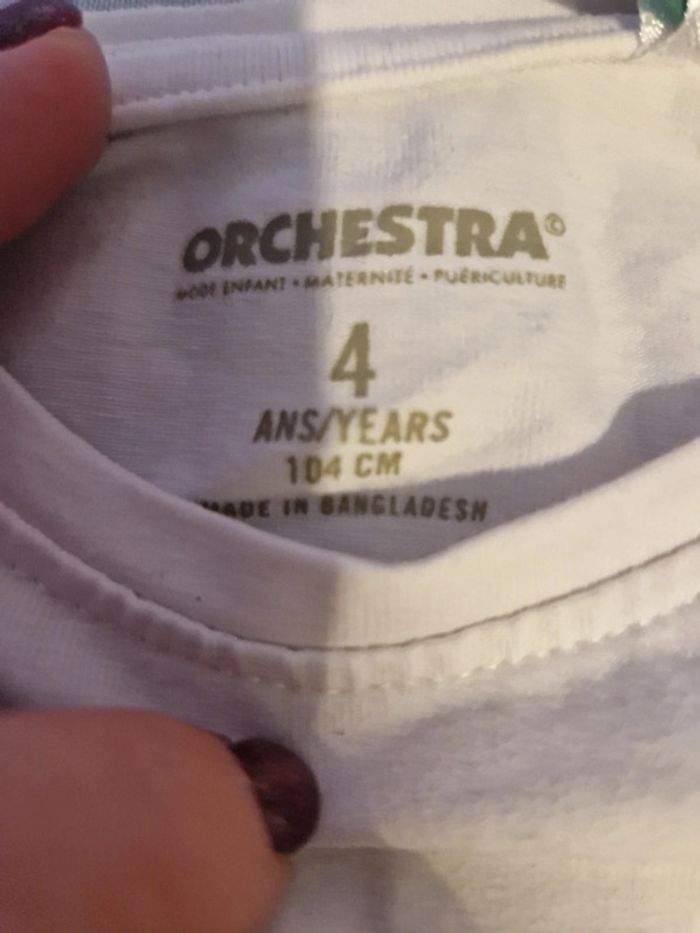 ORCHESTRA©
MODE ENFANT • MATERNITÉ • PUÉRICULTURE
4
ANS/YEARS
104 CM
MADE IN BANGLADESH